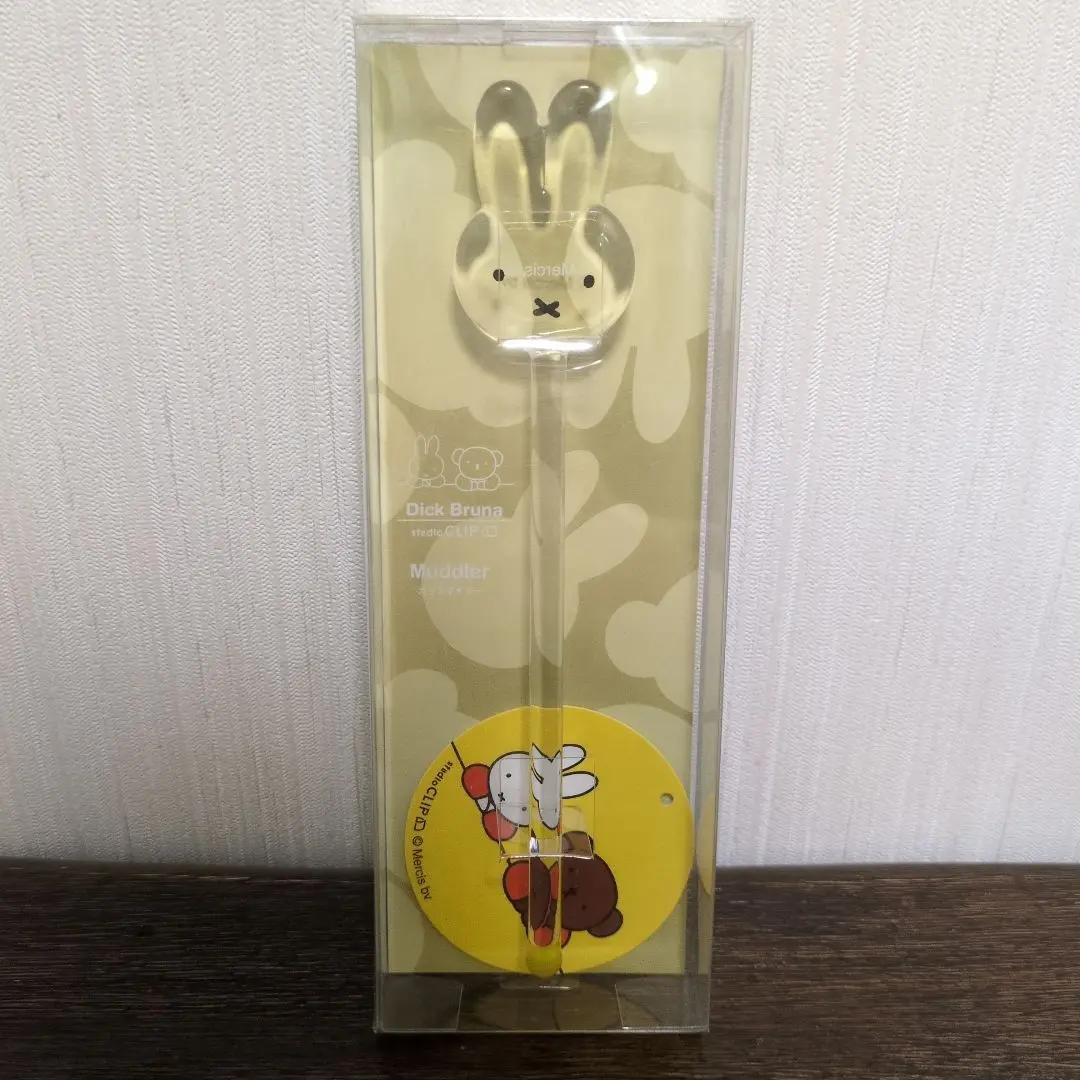 Mercis bv
Dick Bruna
studio CLIP
Muddler
studio CLIP © Mercis bv